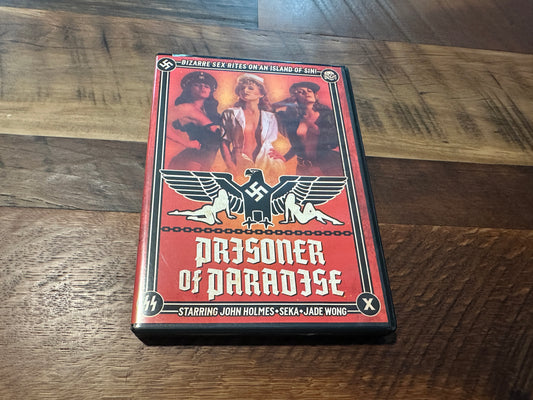 BIZARRE SEX RITES ON AN ISLAND OF SIN!
PRISONER
OF PARADISE
X
STARRING JOHN HOLMES • SEKA • JADE WONG